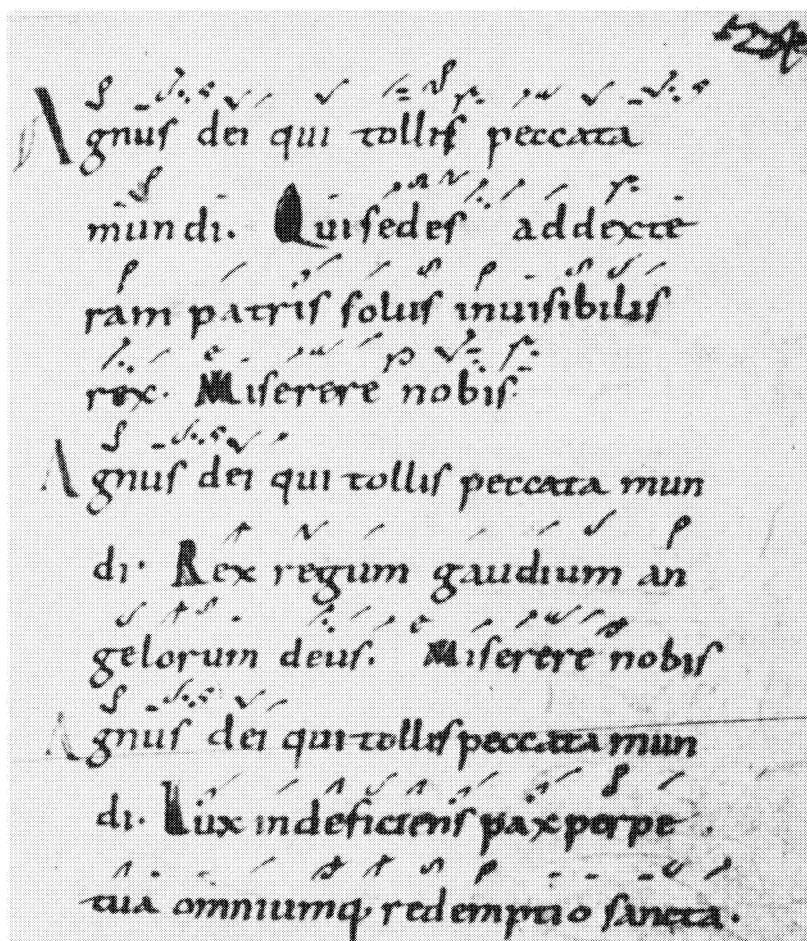 Agnus dei qui tollis peccata
mundi. Qui sedes ad dexte
ram patris solus inuisibilis
rex. Miserere nobis
Agnus dei qui tollis peccata mun
di. Rex regum gaudium an
gelorum deus. Miserere nobis
Agnus dei qui tollis peccata mun
di. Lux indeficiens pax perpe
tua omniumq; redemptio sancta.